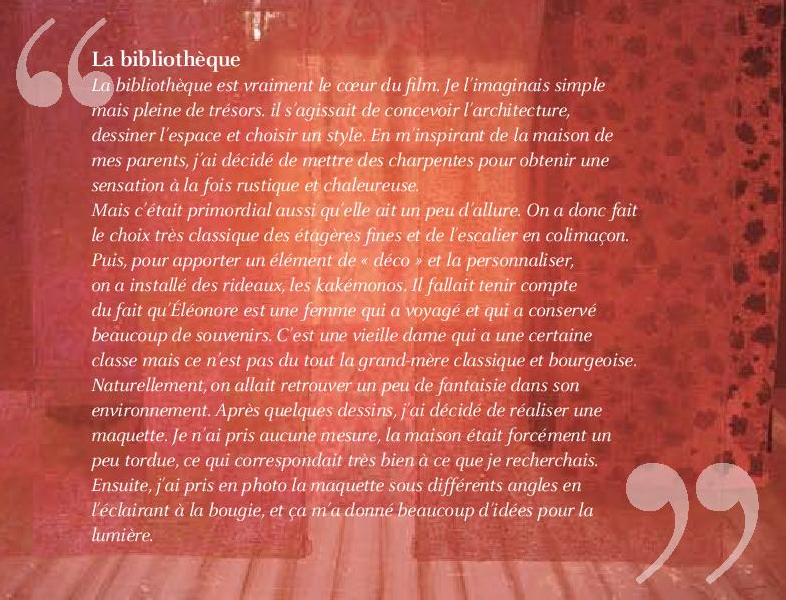 La bibliothèque
La bibliothèque est vraiment le cœur du film. Je l'imaginais simple
mais pleine de trésors. il s'agissait de concevoir l'architecture,
dessiner l'espace et choisir un style. En m'inspirant de la maison de
mes parents, j'ai décidé de mettre des charpentes pour obtenir une
sensation à la fois rustique et chaleureuse.
Mais c'était primordial aussi qu'elle ait un peu d'allure. On a donc fait
le choix très classique des étagères fines et de l'escalier en colimaçon.
Puis, pour apporter un élément de « déco » et la personnaliser,
on a installé des rideaux, les kakémonos. Il fallait tenir compte
du fait qu'Éléonore est une femme qui a voyagé et qui a conservé
beaucoup de souvenirs. C'est une vieille dame qui a une certaine
classe mais ce n'est pas du tout la grand-mère classique et bourgeoise.
Naturellement, on allait retrouver un peu de fantaisie dans son
environnement. Après quelques dessins, j'ai décidé de réaliser une
maquette. Je n'ai pris aucune mesure, la maison était forcément un
peu tordue, ce qui correspondait très bien à ce que je recherchais.
Ensuite, j'ai pris en photo la maquette sous différents angles en
l'éclairant à la bougie, et ça m'a donné beaucoup d'idées pour la
lumière.